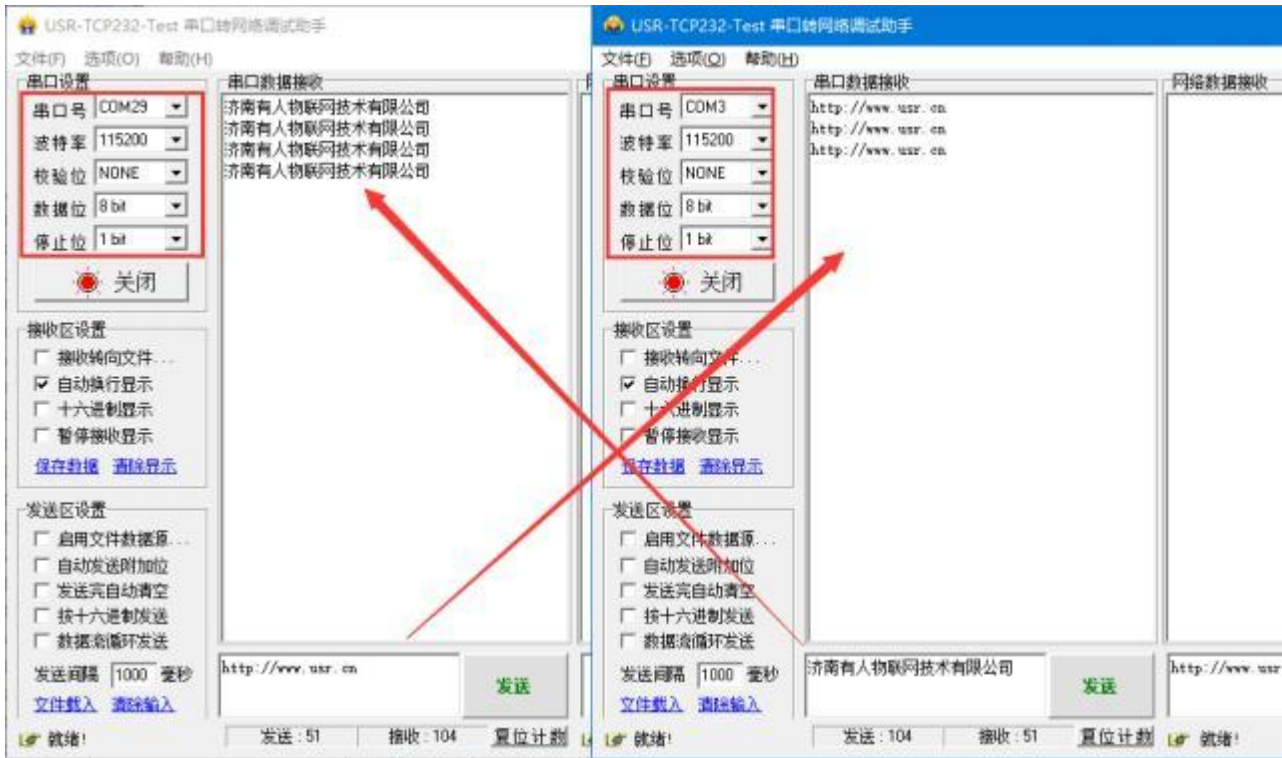 USR-TCP232-Test 串口转网络调试助手
文件(F) 选项(O) 帮助(H)
串口设置
串口号 COM29
波特率 115200
校验位 NONE
数据位 8 bit
停止位 1 bit
关闭
接收区设置
接收转向文件...
自动换行显示
十六进制显示
暂停接收显示
保存数据 清除显示
发送区设置
启用文件数据源...
自动发送附加位
发送完自动清空
按十六进制发送
数据流循环发送
发送间隔 1000 毫秒
文件载入 清除输入
就绪!
串口数据接收
济南有人物联网技术有限公司
济南有人物联网技术有限公司
济南有人物联网技术有限公司
济南有人物联网技术有限公司
http://www.usr.cn
发送
发送 : 51 接收 : 104 复位计数
USR-TCP232-Test 串口转网络调试助手
文件(F) 选项(O) 帮助(H)
串口设置
串口号 COM3
波特率 115200
校验位 NONE
数据位 8 bit
停止位 1 bit
关闭
接收区设置
接收转向文件...
自动换行显示
十六进制显示
暂停接收显示
保存数据 清除显示
发送区设置
启用文件数据源...
自动发送附加位
发送完自动清空
按十六进制发送
数据流循环发送
发送间隔 1000 毫秒
文件载入 清除输入
就绪!
串口数据接收
http://www.usr.cn
http://www.usr.cn
http://www.usr.cn
济南有人物联网技术有限公司
发送
发送 : 104 接收 : 51 复位计数
网络数据接收
http://www.usr
就绪!